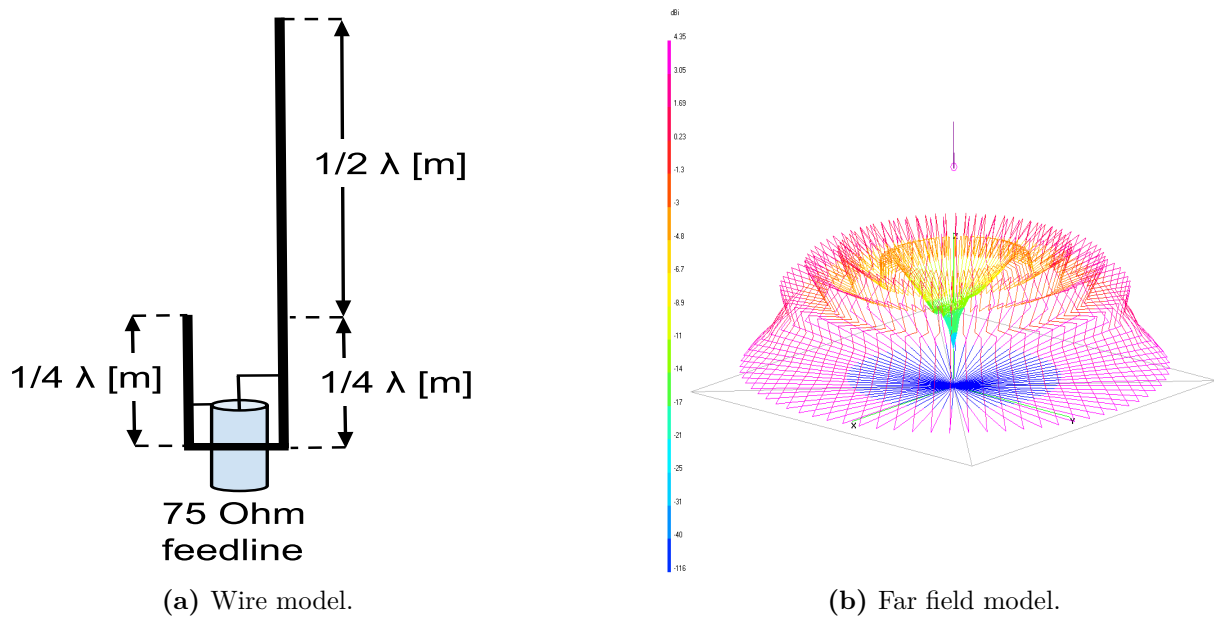 1/2 λ [m]
1/4 λ [m]
1/4 λ [m]
75 Ohm
feedline
(a) Wire model.
dBi
4.35
3.05
1.69
0.23
-1.3
-3
-4.8
-6.7
-8.9
-11
-14
-17
-21
-25
-31
-40
-116
Z
X
Y
(b) Far field model.